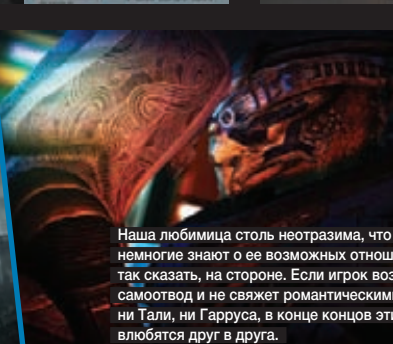 Наша любимица столь неотразима, что
немногие знают о ее возможных
так сказать, на стороне. Если игрок
самоотвод и не свяжет
ни Тали, ни Гарруса, в конце концов
влюбятся друг в друга.